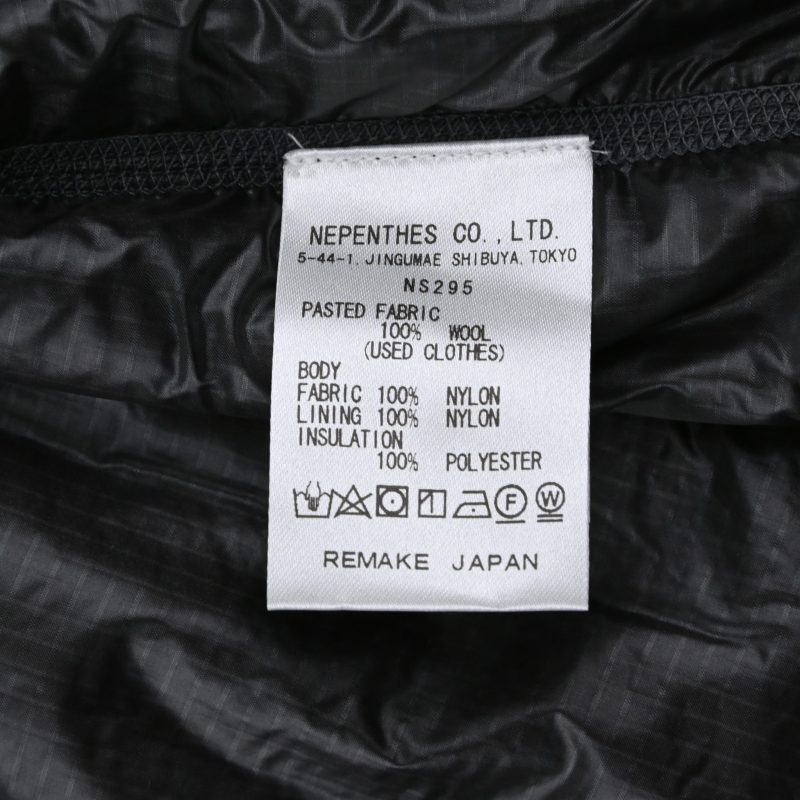 NEPENTHES CO., LTD.
5-44-1, JINGUMAE SHIBUYA, TOKYO
NS295
PASTED FABRIC
100% WOOL
(USED CLOTHES)
BODY
FABRIC 100% NYLON
LINING 100% NYLON
INSULATION
100% POLYESTER
F W
REMAKE JAPAN